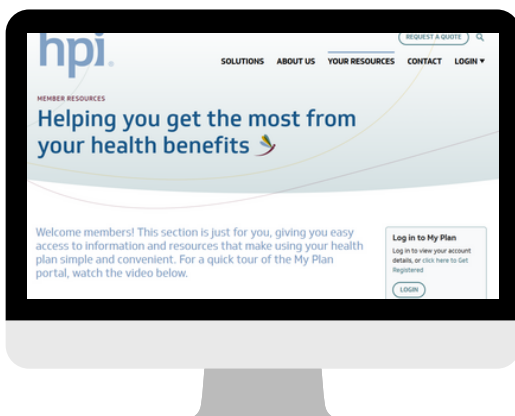 REQUEST A QUOTE
hpi.
SOLUTIONS ABOUT US YOUR RESOURCES CONTACT LOGIN
MEMBER RESOURCES
Helping you get the most from
your health benefits
Welcome members! This section is just for you, giving you easy
access to information and resources that make using your health
plan simple and convenient. For a quick tour of the My Plan
portal, watch the video below.
Log in to My Plan
Log in to view your account
details, or click here to Get
Registered
LOGIN